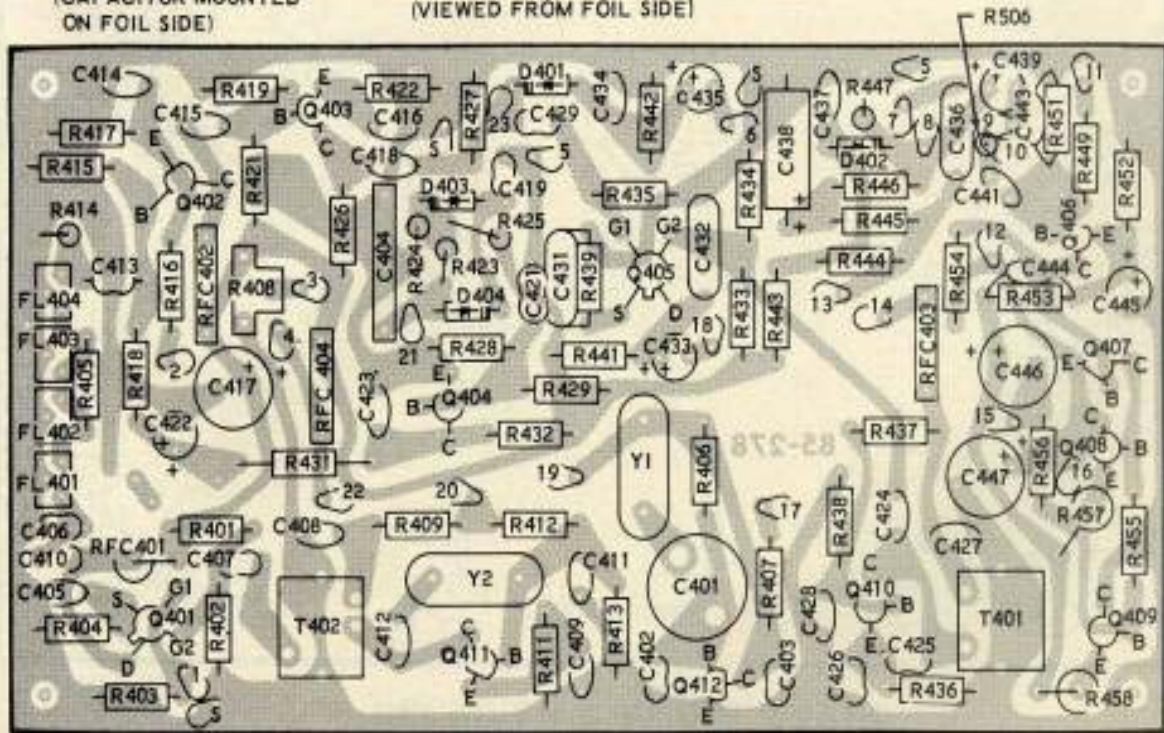 (CAPACITOR MOUNTED
ON FOIL SIDE)
(VIEWED FROM FOIL SIDE)
R506
C414 R419 E R422 D401 C434 + S R447 5 + C439 11
B Q403 R427 R442 C435 C437 C443
R417 C415 C C416 S 23 C429 6 C438 7 8 C436 9 R451
E 10 R449
R415 C418 5 D402
C R421 D403 C419 R434 R446 C441 R452
B Q402 R435
R414 R426 C404 R425 G1 G2 C432 + R445 12 Q406
R424 B E
C413 R416 RFC402 R408 3 R423 C421 C431 R439 Q405 R444 R454 C444 C +
FL404 D404 S D 18 R433 R443 13 14 R453 C445
FL403 4 21 RFC403
R405 R418 2 + RFC404 R428 R441 C433 + + C446 Q407
C417 C423 E E C
C422 B Q404 R429 B
FL402 + C R432 Y1 R437 15 C
R431 85-278 + R456 Q408 B
FL401 19 R406 C447 16 E
22 20 17 R438 C424 R457
C406 R401 C408 R409 R412 R455
C410 RFC401 C407 C411 C427
C405 G1 Y2 C401 R407 C
S Q401 R402 T402 C428 Q410 B T401 C Q409
R404 G2 C412 C R411 C409 R413 B E C425 B
D 1 Q411 B C402 Q412 C C403 C426 E
R403 S E E R436 R458